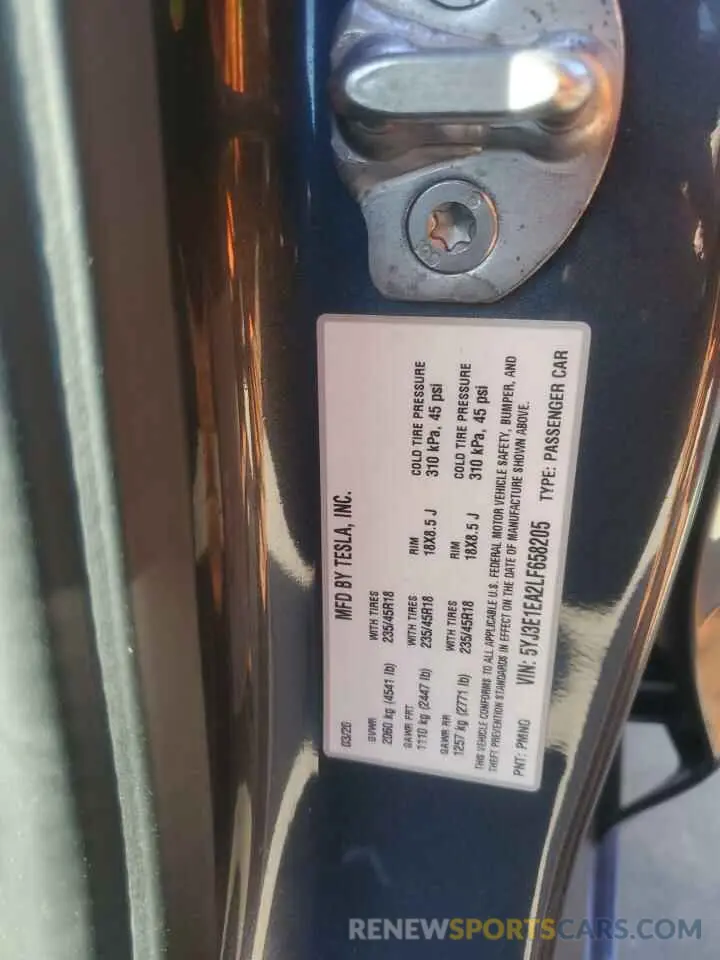 MFD BY TESLA, INC.
03/20
GVWR WITH TIRES RIM COLD TIRE PRESSURE
2060 kg (4541 lb) 235/45R18 18X8.5 J 310 kPa, 45 psi
GAWR FRT WITH TIRES
1110 kg (2447 lb) 235/45R18
GAWR RR WITH TIRES RIM COLD TIRE PRESSURE
1257 kg (2771 lb) 235/45R18 18X8.5 J 310 kPa, 45 psi
THIS VEHICLE CONFORMS TO ALL APPLICABLE U.S. FEDERAL MOTOR VEHICLE SAFETY, BUMPER, AND
THEFT PREVENTION STANDARDS IN EFFECT ON THE DATE OF MANUFACTURE SHOWN ABOVE.
PNT: PMNG VIN: 5YJ3E1EA2LF658205 TYPE: PASSENGER CAR
RENEWSPORTSCARS.COM